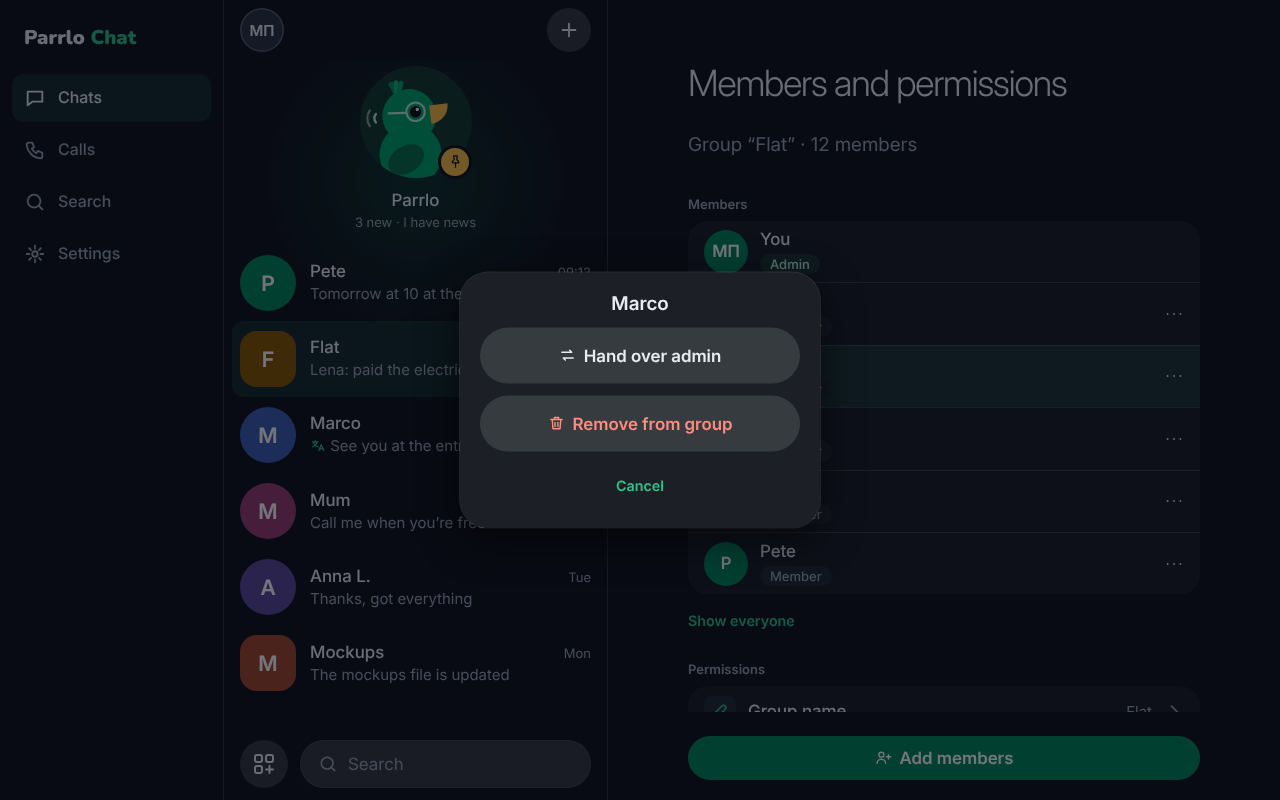 Parrlo Chat
Chats
Calls
Search
Settings
МП
Parrlo
3 new · I have news
Pete
09:12
Tomorrow at 10 at the
Flat
Lena: paid the electri
Marco
See you at the ent
Mum
Call me when you're free
Anna L.
Tue
Thanks, got everything
Mockups
Mon
The mockups file is updated
Search
P
F
M
M
A
M
Marco
Hand over admin
Remove from group
Cancel
Members and permissions
Group “Flat” · 12 members
Members
МП
You
Admin
P
Pete
Member
Show everyone
Permissions
Group name
Flat
Add members